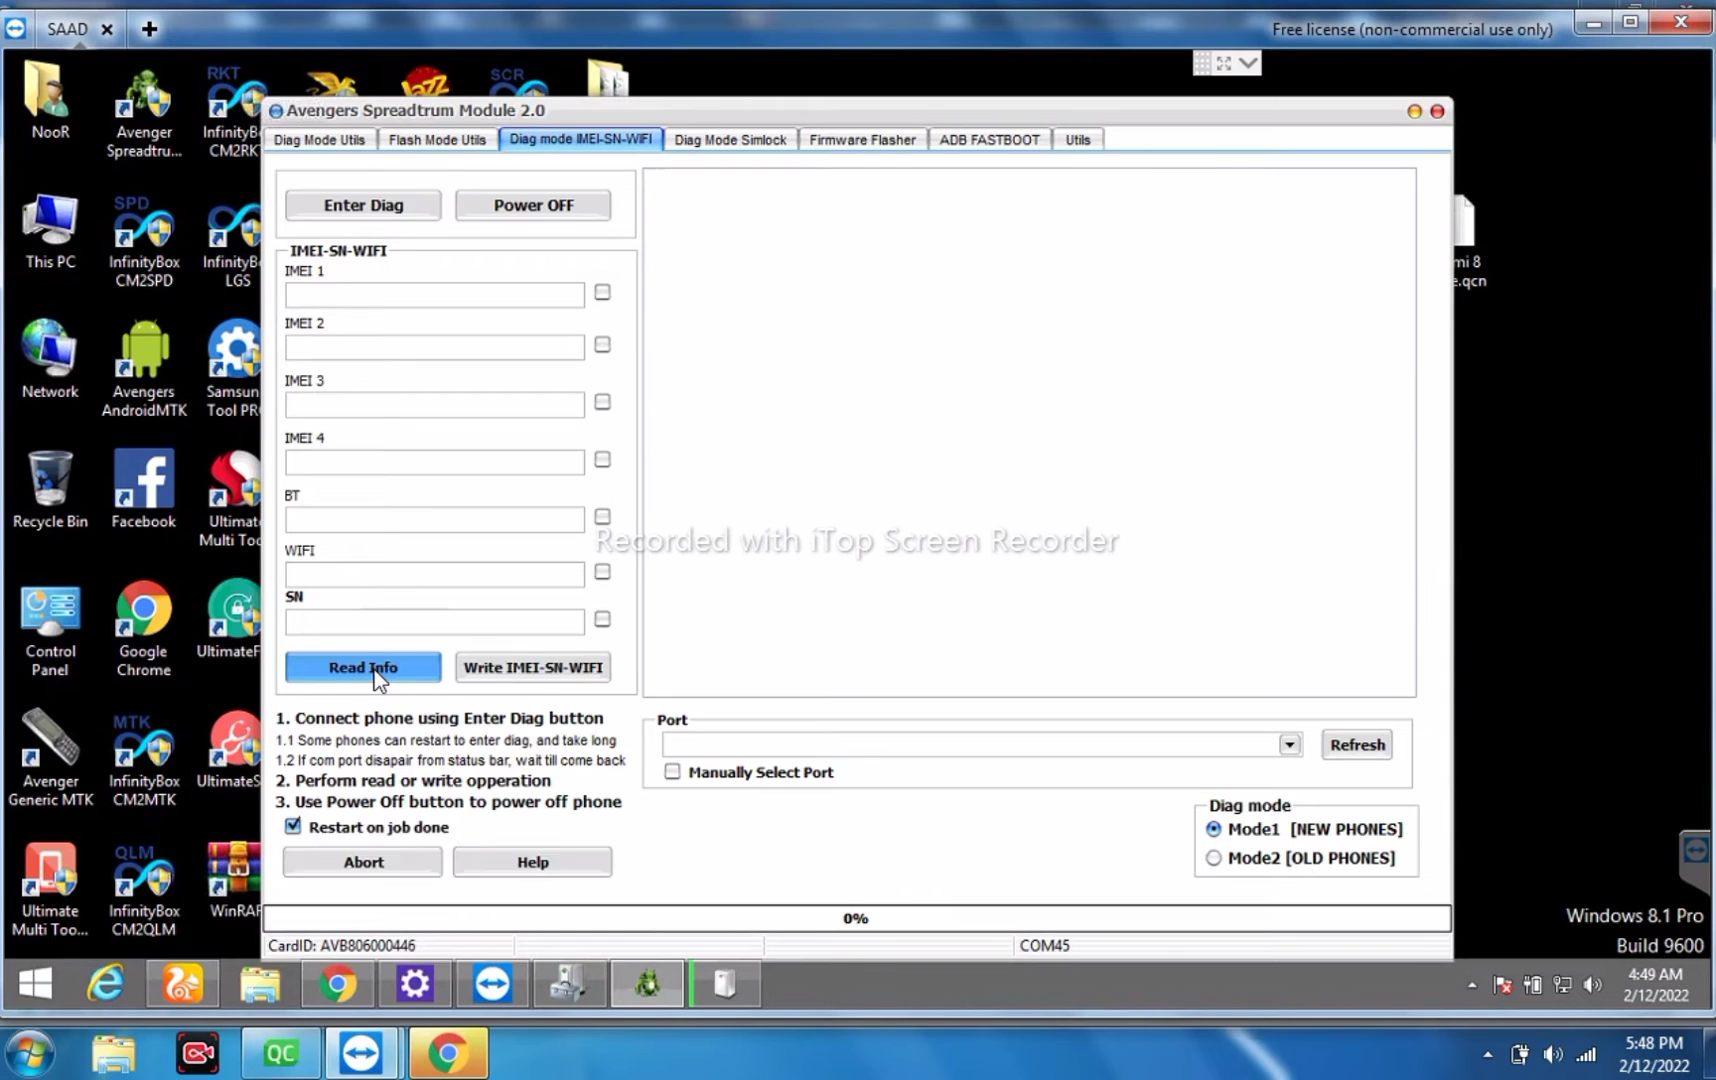 SAAD
Free license (non-commercial use only)
NooR
Avenger
Spreadtru...
RKT
InfinityB
CM2RK
Jazz
SCR
This PC
SPD
InfinityBox
CM2SPD
InfinityB
LGS
Network
Avengers
AndroidMTK
Samsun
Tool PR
Recycle Bin
Facebook
Ultimate
Multi Too
Control
Panel
Google
Chrome
UltimateF
Avenger
Generic MTK
MTK
InfinityBox
CM2MTK
UltimateS
Ultimate
Multi Too...
QLM
InfinityBox
CM2QLM
WinRAR
mi 8
e.qcn
Avengers Spreadtrum Module 2.0
Diag Mode Utils
Flash Mode Utils
Diag mode IMEI-SN-WIFI
Diag Mode Simlock
Firmware Flasher
ADB FASTBOOT
Utils
Enter Diag
Power OFF
IMEI-SN-WIFI
IMEI 1
IMEI 2
IMEI 3
IMEI 4
BT
WIFI
SN
Read Info
Write IMEI-SN-WIFI
Recorded with iTop Screen Recorder
1. Connect phone using Enter Diag button
1.1 Some phones can restart to enter diag, and take long
1.2 If com port disapair from status bar, wait till come back
2. Perform read or write opperation
3. Use Power Off button to power off phone
Restart on job done
Abort
Help
Port
Refresh
Manually Select Port
Diag mode
Mode1 [NEW PHONES]
Mode2 [OLD PHONES]
0%
CardID: AVB806000446
COM45
Windows 8.1 Pro
Build 9600
4:49 AM
2/12/2022
QC
5:48 PM
2/12/2022